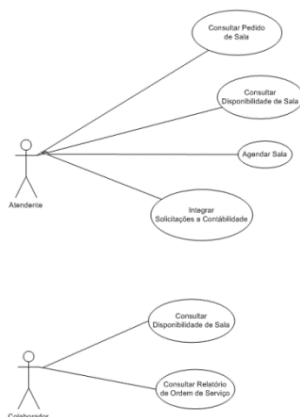 Consultar Pedido
de Sala
Consultar
Disponibilidade de Sala
Agendar Sala
Atendente
Integrar
Solicitações a Contábilidade
Consultar
Disponibilidade de Sala
Consultar Relatório
de Ordem de Serviço
Colaborador